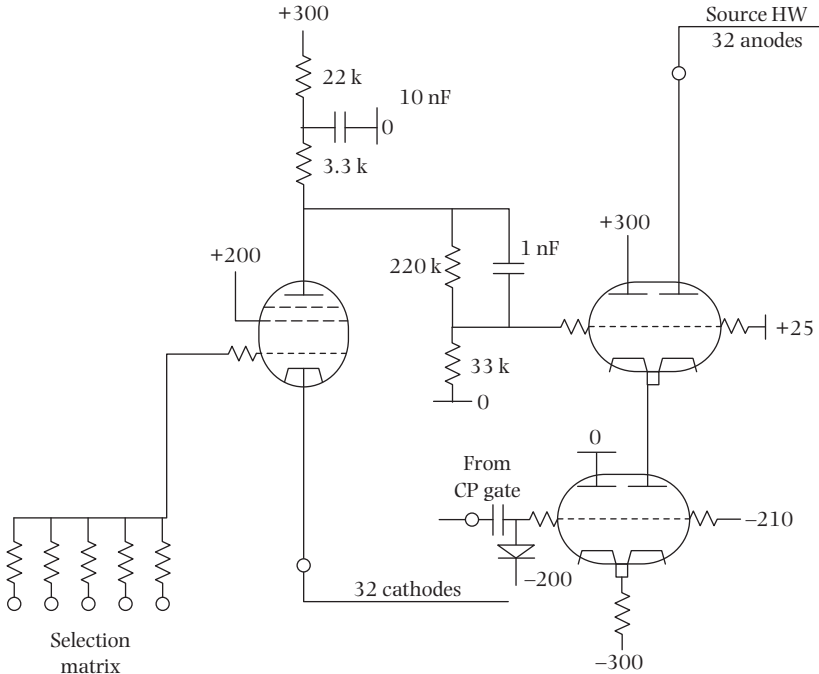 +300
22 k
10 nF
0
3.3 k
Source HW
32 anodes
+200
220 k
1 nF
+300
+25
33 k
0
From
CP gate
0
–210
–200
–300
32 cathodes
Selection
matrix